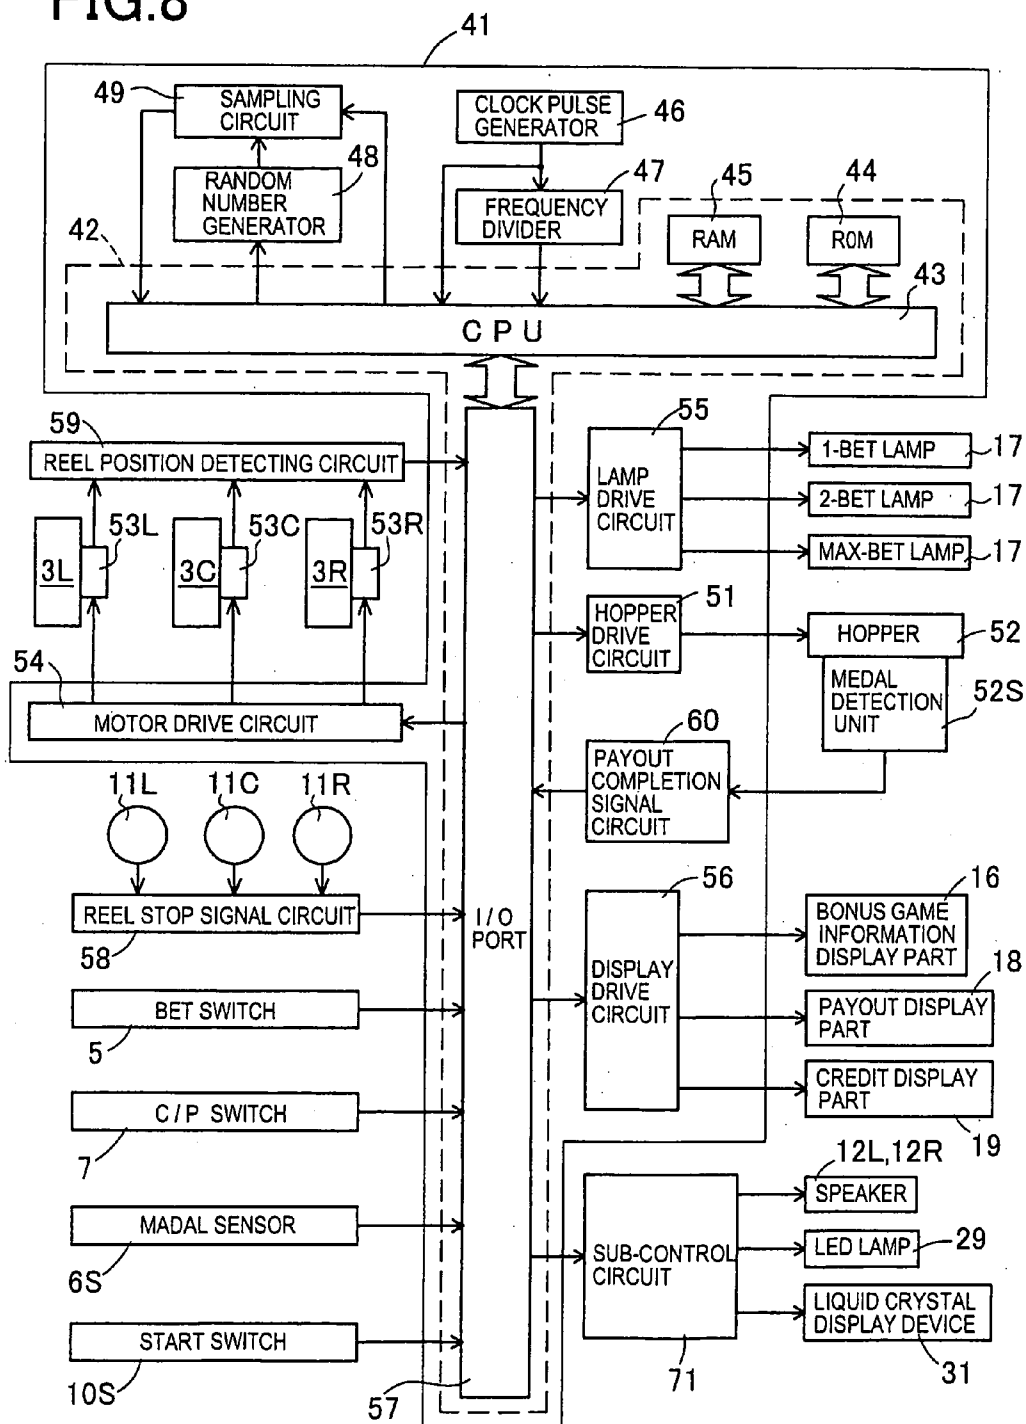 FIG.8
41
49
SAMPLING
CIRCUIT
CLOCK PULSE
GENERATOR
46
48
RANDOM
NUMBER
GENERATOR
47
FREQUENCY
DIVIDER
45
RAM
44
ROM
42
43
CPU
59
REEL POSITION DETECTING CIRCUIT
55
LAMP
DRIVE
CIRCUIT
1-BET LAMP
17
2-BET LAMP
17
MAX-BET LAMP
17
53L
53C
53R
3L
3C
3R
51
HOPPER
DRIVE
CIRCUIT
HOPPER
52
MEDAL
DETECTION
UNIT
52S
54
MOTOR DRIVE CIRCUIT
60
PAYOUT
COMPLETION
SIGNAL
CIRCUIT
11L
11C
11R
REEL STOP SIGNAL CIRCUIT
58
I/O
PORT
56
DISPLAY
DRIVE
CIRCUIT
16
BONUS GAME
INFORMATION
DISPLAY PART
18
PAYOUT DISPLAY
PART
CREDIT DISPLAY
PART
19
BET SWITCH
5
C/P SWITCH
7
MADAL SENSOR
6S
START SWITCH
10S
57
SUB-CONTROL
CIRCUIT
71
12L,12R
SPEAKER
LED LAMP
29
LIQUID CRYSTAL
DISPLAY DEVICE
31